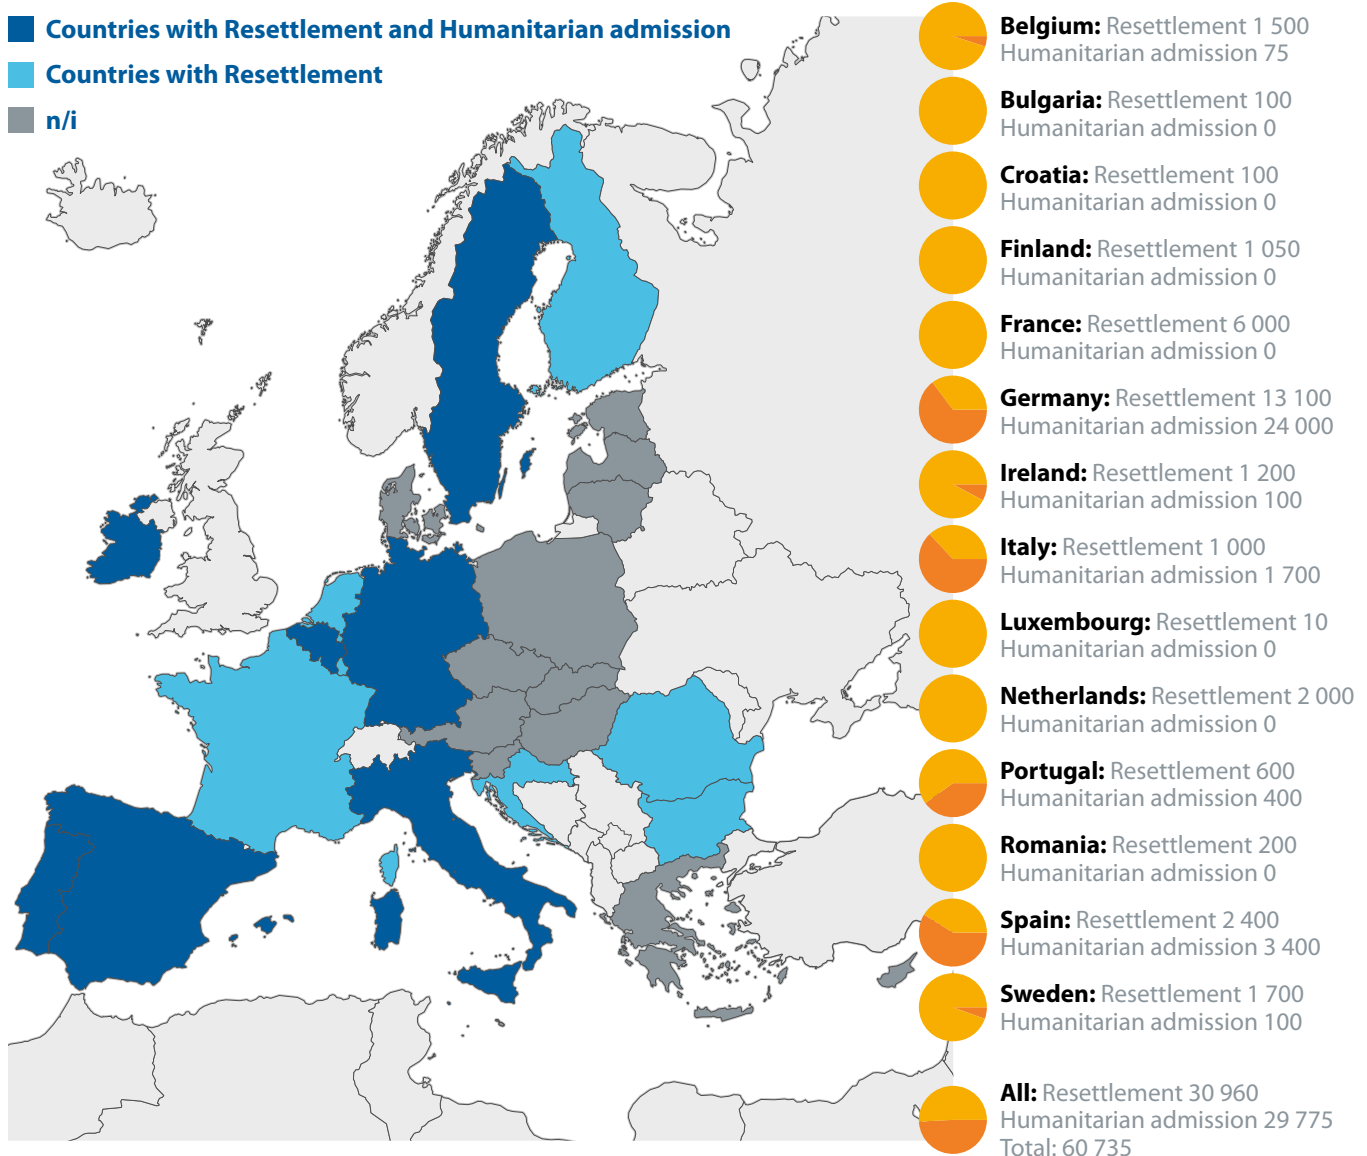 Countries with Resettlement and Humanitarian admission
Countries with Resettlement
n/i
Belgium: Resettlement 1 500
Humanitarian admission 75
Bulgaria: Resettlement 100
Humanitarian admission 0
Croatia: Resettlement 100
Humanitarian admission 0
Finland: Resettlement 1 050
Humanitarian admission 0
France: Resettlement 6 000
Humanitarian admission 0
Germany: Resettlement 13 100
Humanitarian admission 24 000
Ireland: Resettlement 1 200
Humanitarian admission 100
Italy: Resettlement 1 000
Humanitarian admission 1 700
Luxembourg: Resettlement 10
Humanitarian admission 0
Netherlands: Resettlement 2 000
Humanitarian admission 0
Portugal: Resettlement 600
Humanitarian admission 400
Romania: Resettlement 200
Humanitarian admission 0
Spain: Resettlement 2 400
Humanitarian admission 3 400
Sweden: Resettlement 1 700
Humanitarian admission 100
All: Resettlement 30 960
Humanitarian admission 29 775
Total: 60 735